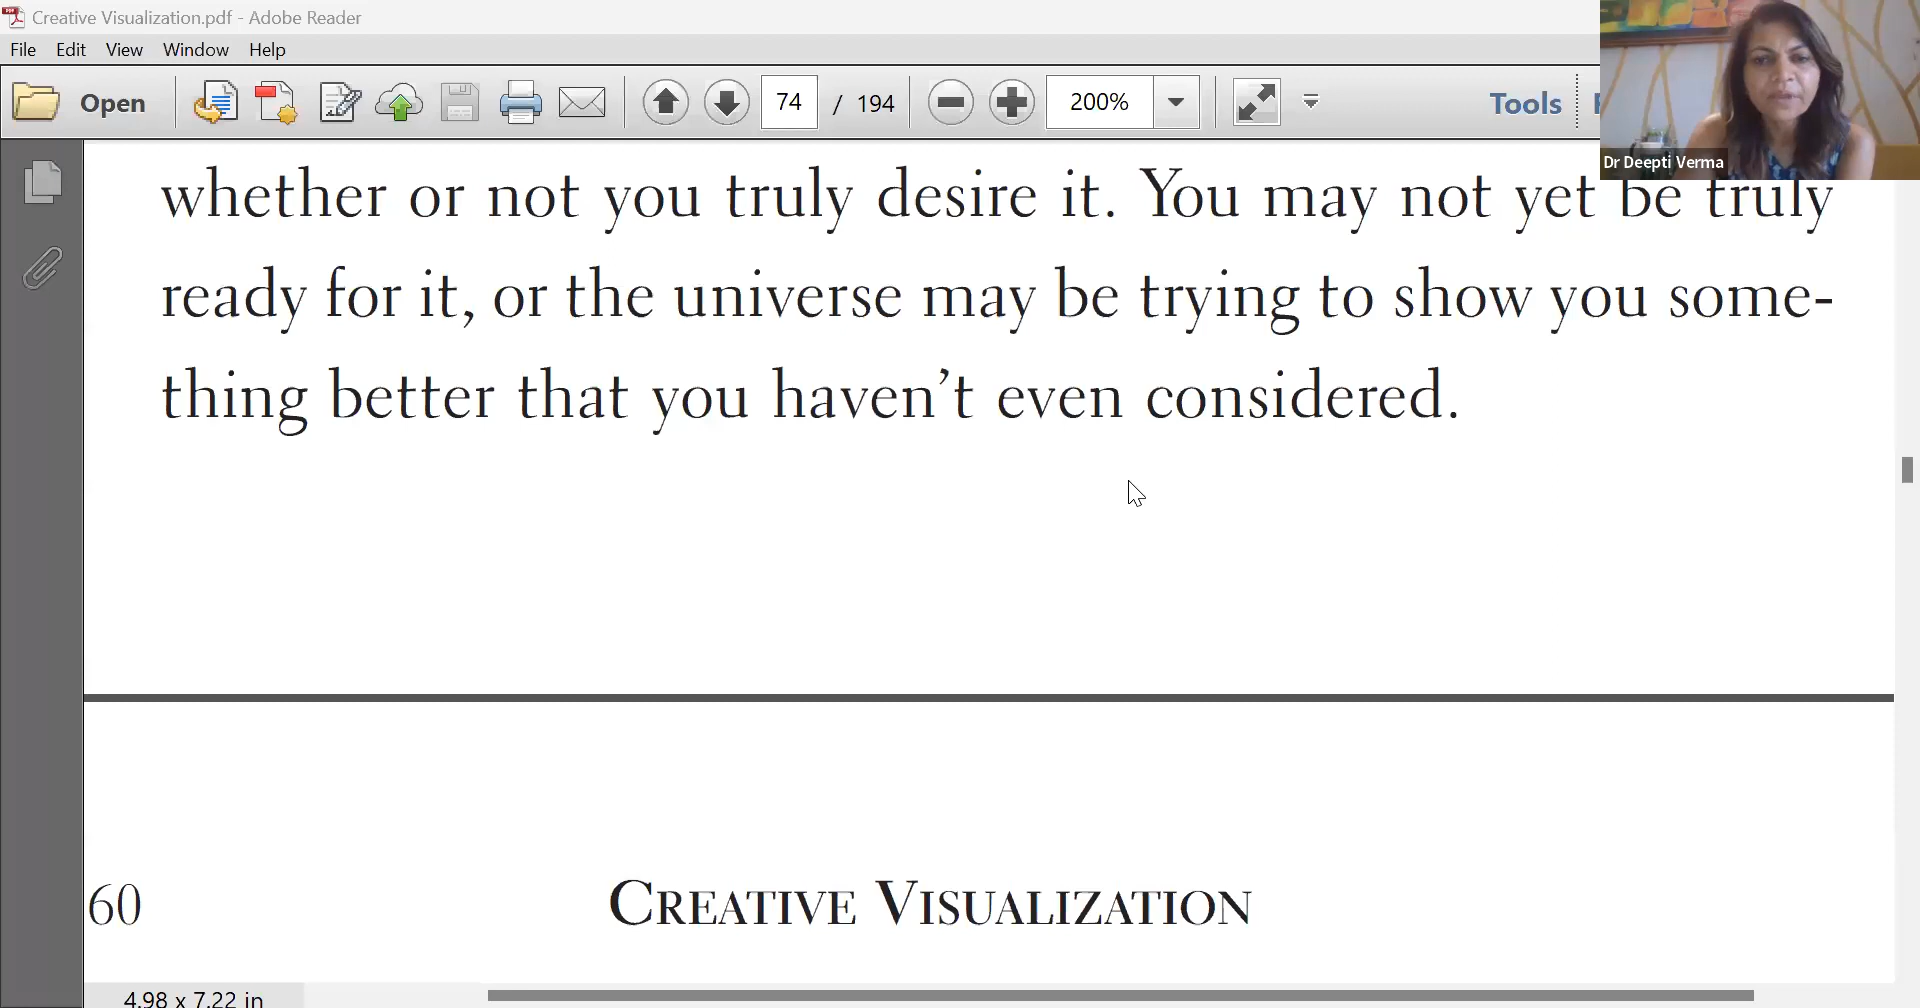 Creative Visualization.pdf - Adobe Reader
File Edit View Window Help
Open 74 / 194 200% Tools
Dr Deepti Verma
whether or not you truly desire it. You may not yet be truly
ready for it, or the universe may be trying to show you some-
thing better that you haven't even considered.
60 CREATIVE VISUALIZATION
4.98 x 7.22 in